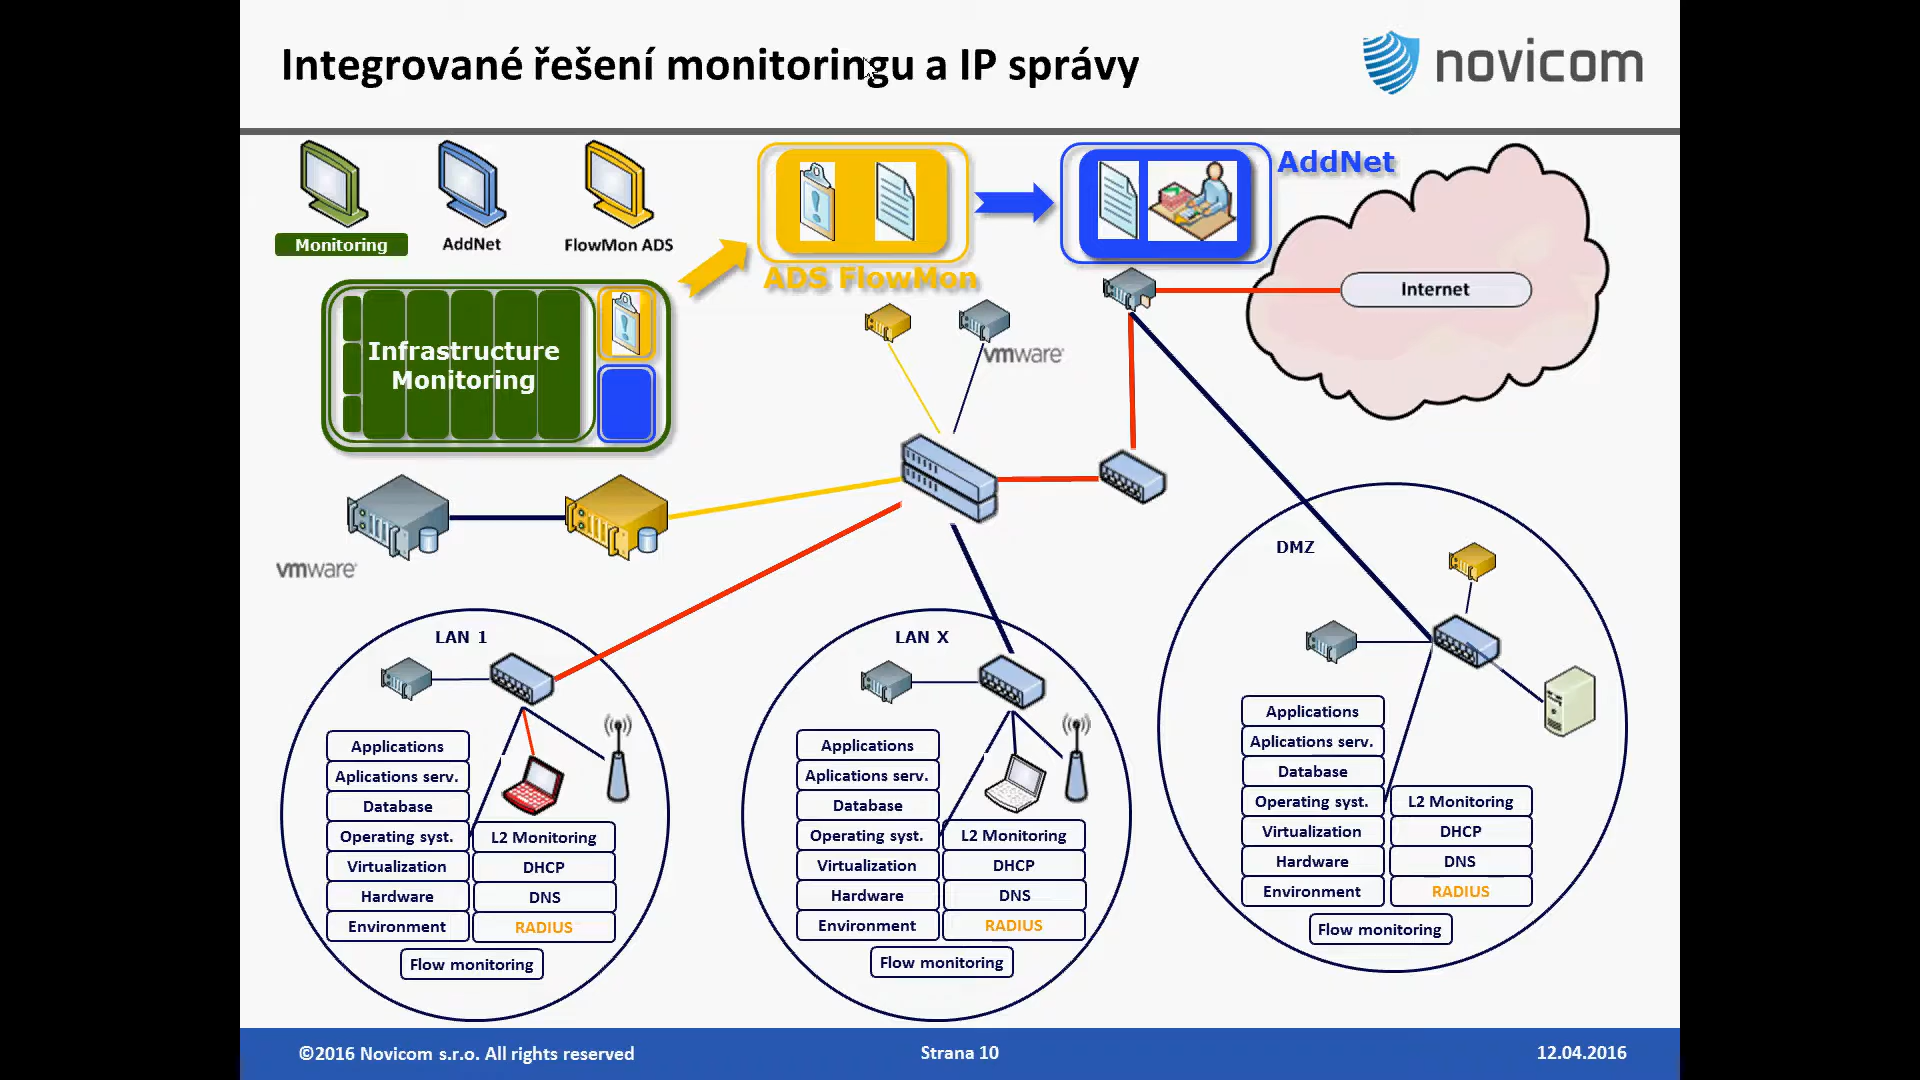 Integrované řešení monitoringu a IP správy
novicom
Monitoring
AddNet
FlowMon ADS
ADS FlowMon
AddNet
Internet
Infrastructure
Monitoring
vmware
vmware
LAN 1
Applications
Aplications serv.
Database
Operating syst.
Virtualization
Hardware
Environment
L2 Monitoring
DHCP
DNS
RADIUS
Flow monitoring
LAN X
Applications
Aplications serv.
Database
Operating syst.
Virtualization
Hardware
Environment
L2 Monitoring
DHCP
DNS
RADIUS
Flow monitoring
DMZ
Applications
Aplications serv.
Database
Operating syst.
Virtualization
Hardware
Environment
L2 Monitoring
DHCP
DNS
RADIUS
Flow monitoring
©2016 Novicom s.r.o. All rights reserved
Strana 10
12.04.2016